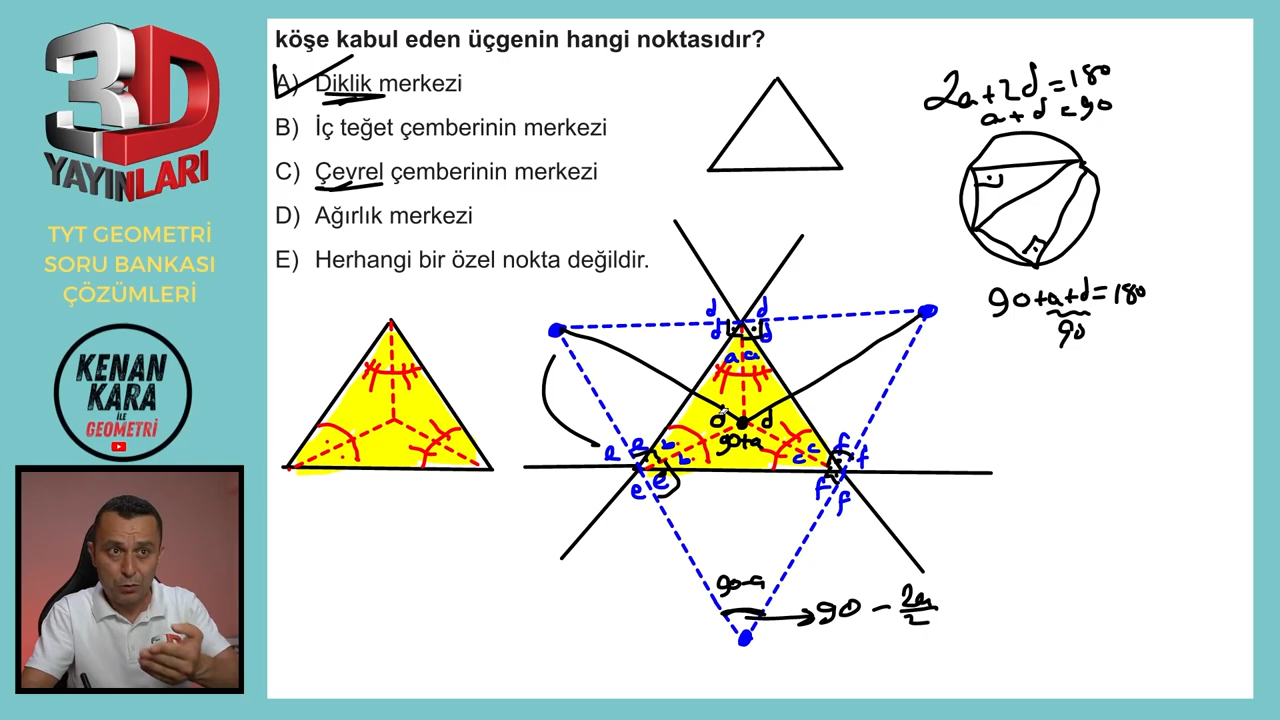 3D
YAYINLARI
TYT GEOMETRİ
SORU BANKASI
ÇÖZÜMLERİ
KENAN
KARA
İLE
GEOMETRİ
3D
köşe kabul eden üçgenin hangi noktasıdır?
A) Diklik merkezi
B) İç teğet çemberinin merkezi
C) Çevrel çemberinin merkezi
D) Ağırlık merkezi
E) Herhangi bir özel nokta değildir.
2a+2d=180
a+d=90
90+a+d=180
90
d d
d d
a a
d d
90+a
e e b b c c f f
e e f f
90-a
90 - 2a/2